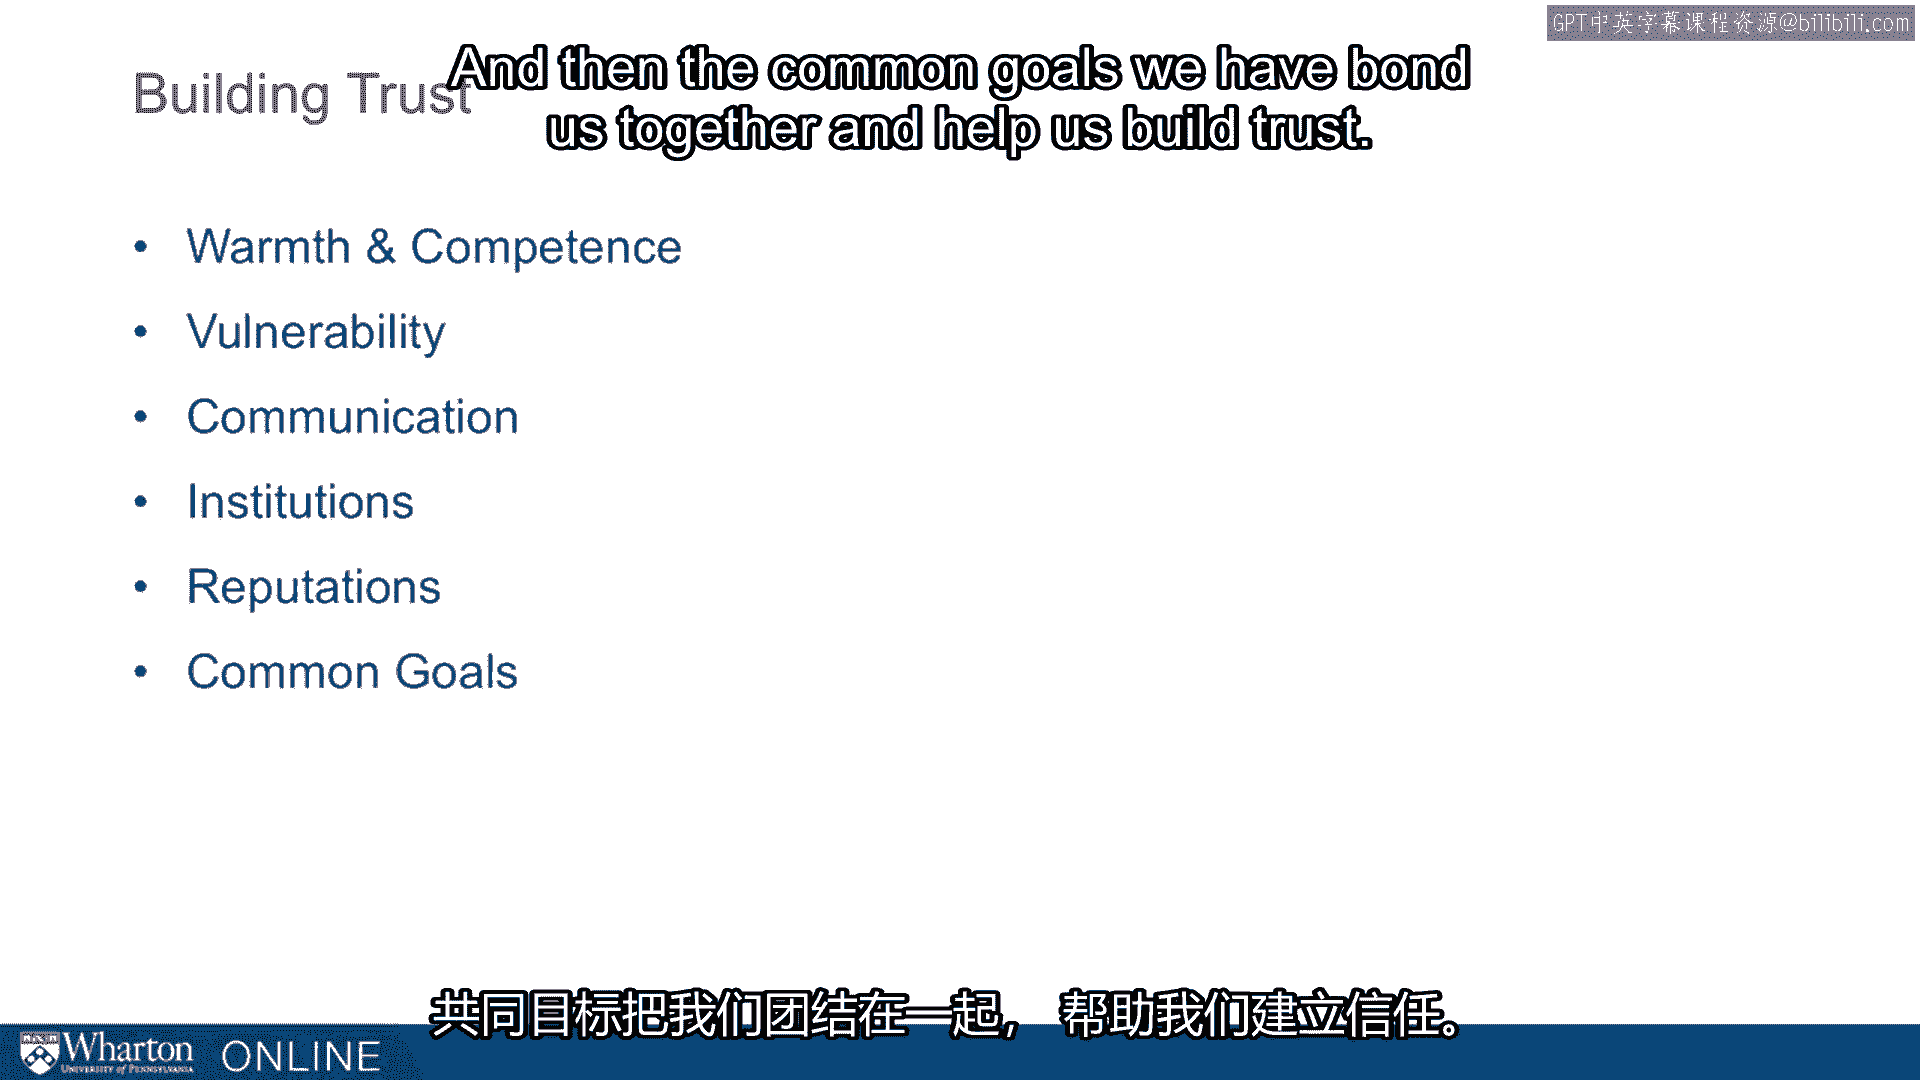 GPT中英字幕课程资源@bilibili.com
And then the common goals we have bond
us together and help us build trust.
Building Trust
• Warmth & Competence
• Vulnerability
• Communication
• Institutions
• Reputations
• Common Goals
共同目标把我们团结在一起， 帮助我们建立信任。
Wharton
UNIVERSITY of PENNSYLVANIA
ONLINE